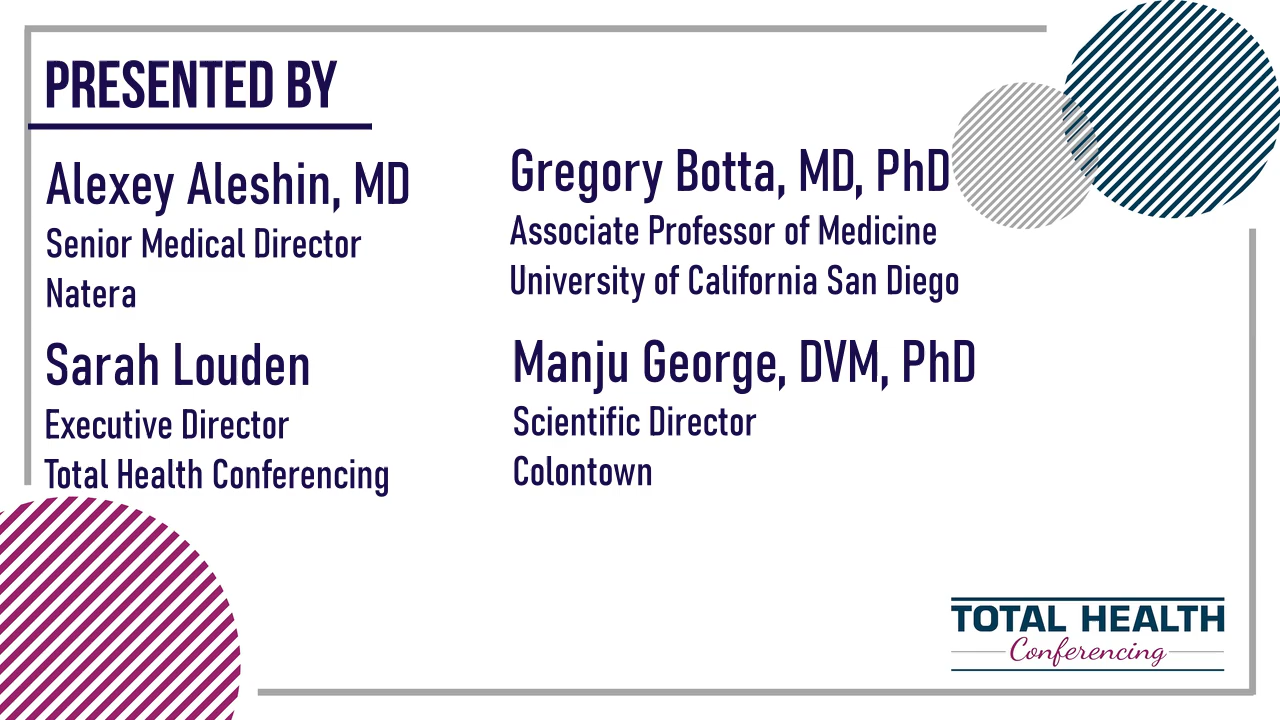 PRESENTED BY
Alexey Aleshin, MD
Senior Medical Director
Natera
Sarah Louden
Executive Director
Total Health Conferencing
Gregory Botta, MD, PhD
Associate Professor of Medicine
University of California San Diego
Manju George, DVM, PhD
Scientific Director
Colontown
TOTAL HEALTH
Conferencing